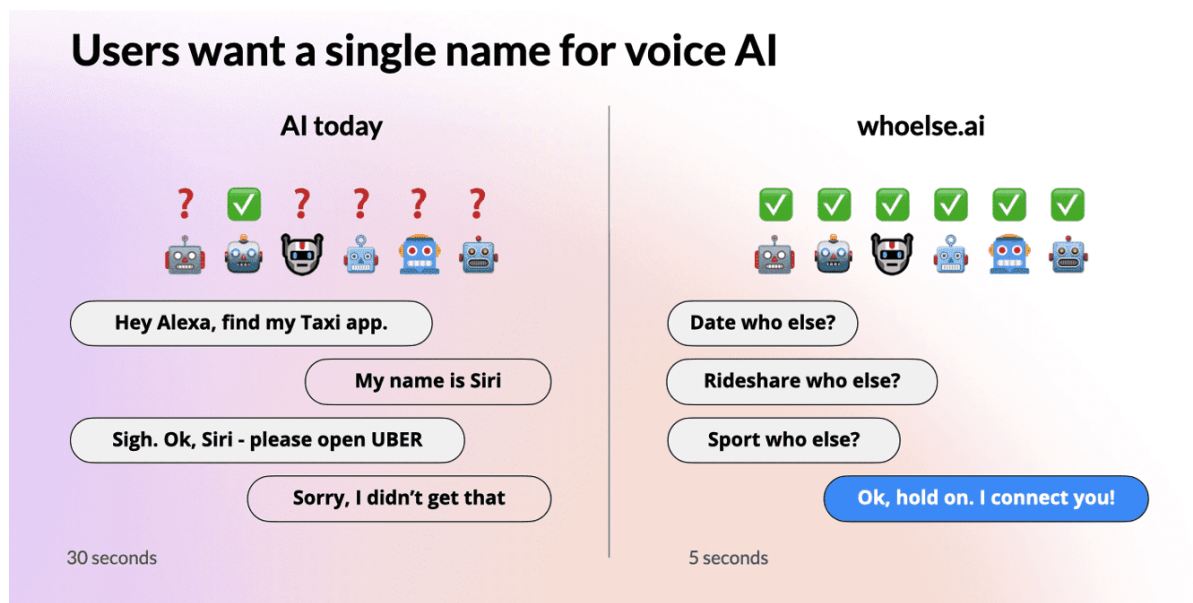 Users want a single name for voice AI
AI today
Hey Alexa, find my Taxi app.
My name is Siri
Sigh. Ok, Siri - please open UBER
Sorry, I didn’t get that
30 seconds
whoelse.ai
Date who else?
Rideshare who else?
Sport who else?
Ok, hold on. I connect you!
5 seconds